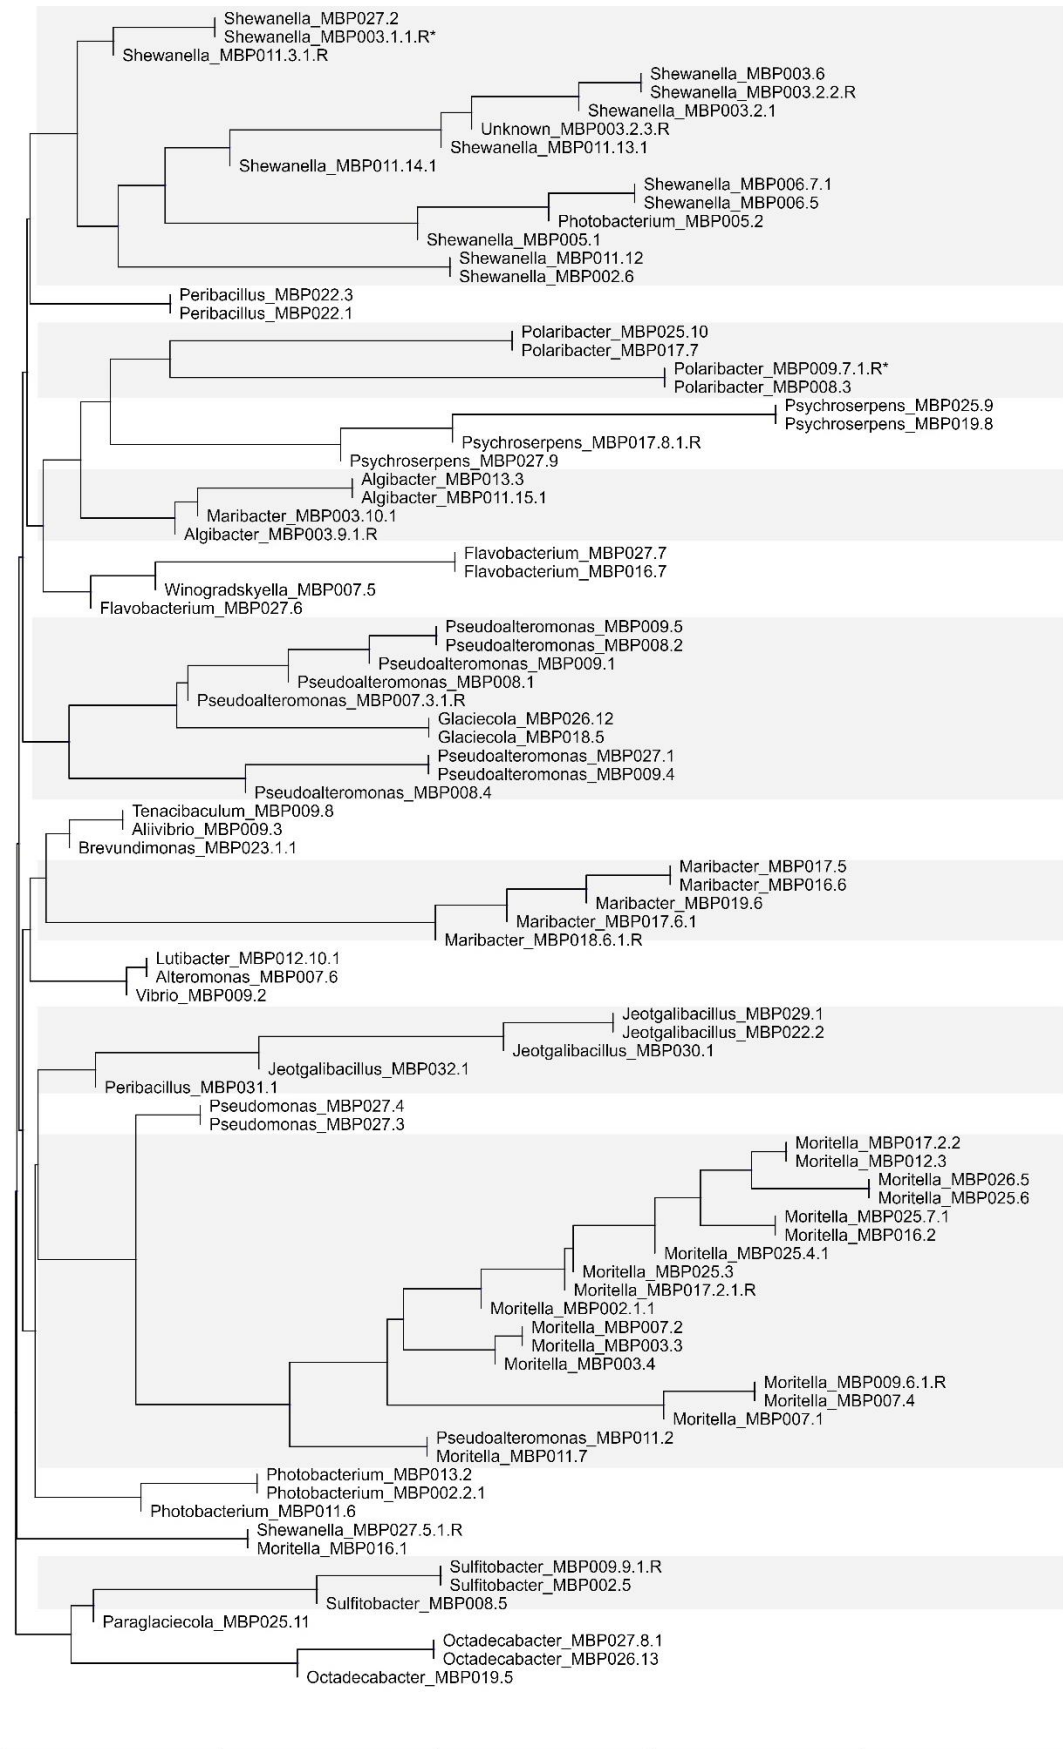 Shewanella_MBP027.2
Shewanella_MBP003.1.1.R*
Shewanella_MBP011.3.1.R
Shewanella_MBP003.6
Shewanella_MBP003.2.2.R
Shewanella_MBP003.2.1
Unknown_MBP003.2.3.R
Shewanella_MBP011.13.1
Shewanella_MBP011.14.1
Shewanella_MBP006.7.1
Shewanella_MBP006.5
Photobacterium_MBP005.2
Shewanella_MBP005.1
Shewanella_MBP011.12
Shewanella_MBP002.6
Peribacillus_MBP022.3
Peribacillus_MBP022.1
Polaribacter_MBP025.10
Polaribacter_MBP017.7
Polaribacter_MBP009.7.1.R*
Polaribacter_MBP008.3
Psychroserpens_MBP025.9
Psychroserpens_MBP019.8
Psychroserpens_MBP017.8.1.R
Psychroserpens_MBP027.9
Algibacter_MBP013.3
Algibacter_MBP011.15.1
Maribacter_MBP003.10.1
Algibacter_MBP003.9.1.R
Flavobacterium_MBP027.7
Flavobacterium_MBP016.7
Winogradskyella_MBP007.5
Flavobacterium_MBP027.6
Pseudoalteromonas_MBP009.5
Pseudoalteromonas_MBP008.2
Pseudoalteromonas_MBP009.1
Pseudoalteromonas_MBP008.1
Pseudoalteromonas_MBP007.3.1.R
Glaciecola_MBP026.12
Glaciecola_MBP018.5
Pseudoalteromonas_MBP027.1
Pseudoalteromonas_MBP009.4
Pseudoalteromonas_MBP008.4
Tenacibaculum_MBP009.8
Aliivibrio_MBP009.3
Brevundimonas_MBP023.1.1
Maribacter_MBP017.5
Maribacter_MBP016.6
Maribacter_MBP019.6
Maribacter_MBP017.6.1
Maribacter_MBP018.6.1.R
Lutibacter_MBP012.10.1
Alteromonas_MBP007.6
Vibrio_MBP009.2
Jeotgalibacillus_MBP029.1
Jeotgalibacillus_MBP022.2
Jeotgalibacillus_MBP030.1
Jeotgalibacillus_MBP032.1
Peribacillus_MBP031.1
Pseudomonas_MBP027.4
Pseudomonas_MBP027.3
Moritella_MBP017.2.2
Moritella_MBP012.3
Moritella_MBP026.5
Moritella_MBP025.6
Moritella_MBP025.7.1
Moritella_MBP016.2
Moritella_MBP025.4.1
Moritella_MBP025.3
Moritella_MBP017.2.1.R
Moritella_MBP002.1.1
Moritella_MBP007.2
Moritella_MBP003.3
Moritella_MBP003.4
Moritella_MBP009.6.1.R
Moritella_MBP007.4
Moritella_MBP007.1
Pseudoalteromonas_MBP011.2
Moritella_MBP011.7
Photobacterium_MBP013.2
Photobacterium_MBP002.2.1
Photobacterium_MBP011.6
Shewanella_MBP027.5.1.R
Moritella_MBP016.1
Sulfitobacter_MBP009.9.1.R
Sulfitobacter_MBP002.5
Sulfitobacter_MBP008.5
Paraglaciecola_MBP025.11
Octadecabacter_MBP027.8.1
Octadecabacter_MBP026.13
Octadecabacter_MBP019.5